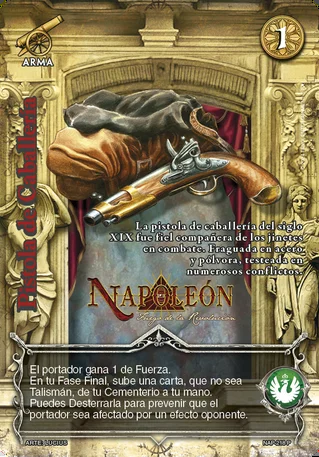 ARMA
1
Pistola de Caballería
La pistola de caballería del siglo
XIX fue fiel compañera de los jinetes
en combate. Fraguada en acero
y pólvora, testeada en
numerosos conflictos.
NAPOLEÓN
Fuego de la Revolución
El portador gana 1 de Fuerza.
En tu Fase Final, sube una carta, que no sea
Talismán, de tu Cementerio a tu mano.
Puedes Desterrarla para prevenir que el
portador sea afectado por un efecto oponente.
ARTE: LUCIUS